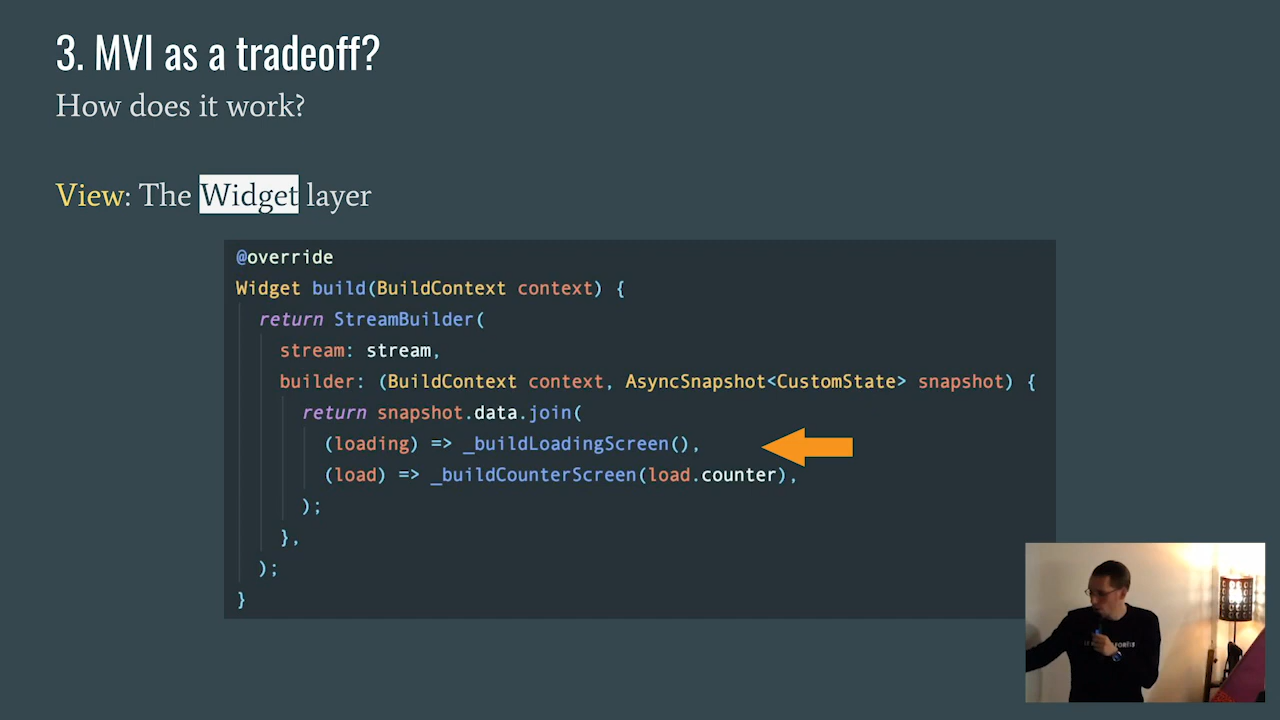 3. MVI as a tradeoff?
How does it work?
View: The Widget layer
@override
Widget build(BuildContext context) {
return StreamBuilder(
stream: stream,
builder: (BuildContext context, AsyncSnapshot<CustomState> snapshot) {
return snapshot.data.join(
(loading) => _buildLoadingScreen(),
(load) => _buildCounterScreen(load.counter),
);
},
);
}